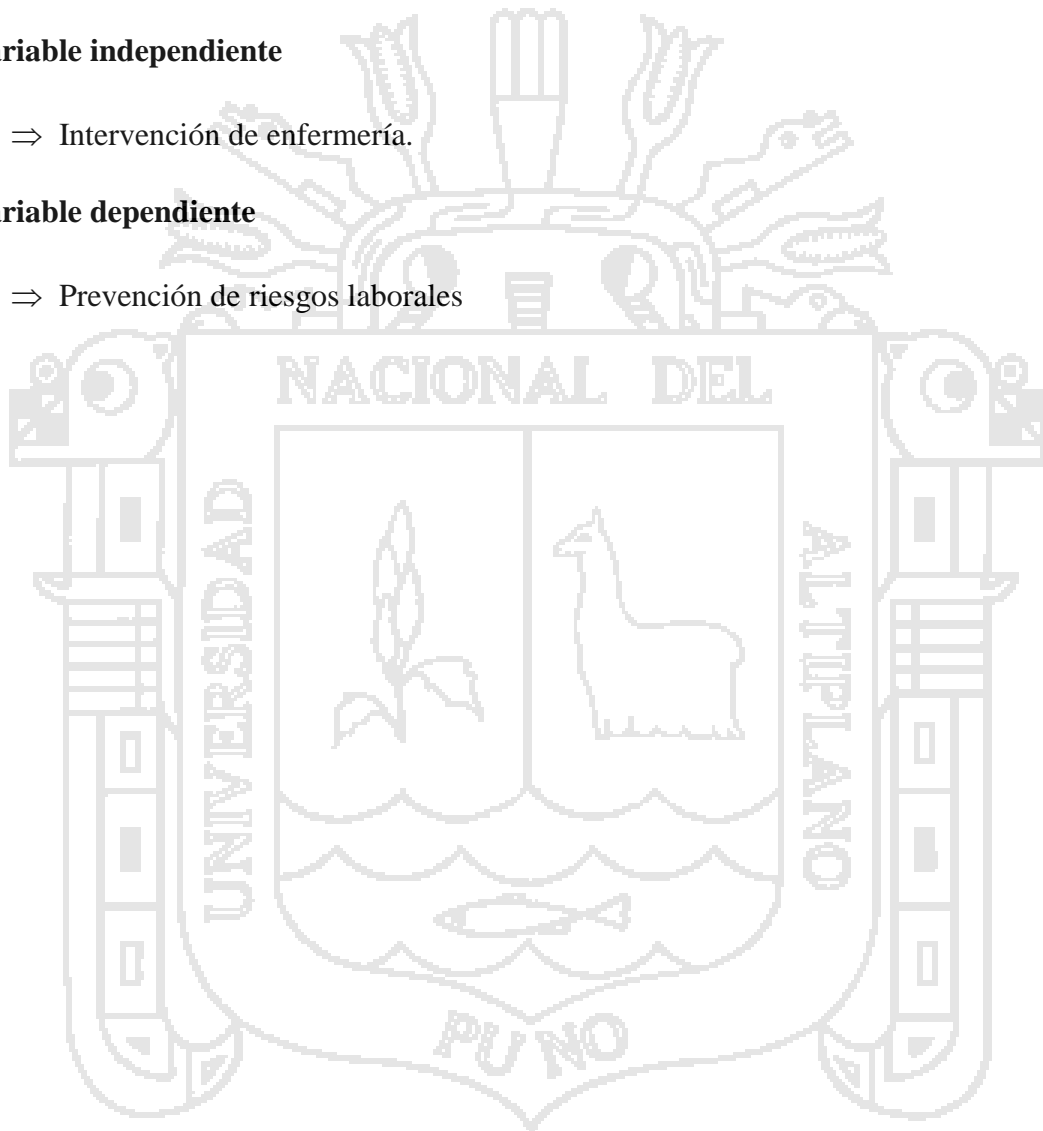 ariable independiente
⇒ Intervención de enfermería.
ariable dependiente
⇒ Prevención de riesgos laborales
NACIONAL DEL
UNIVERSIDAD
ALTIPLANO
PUNO